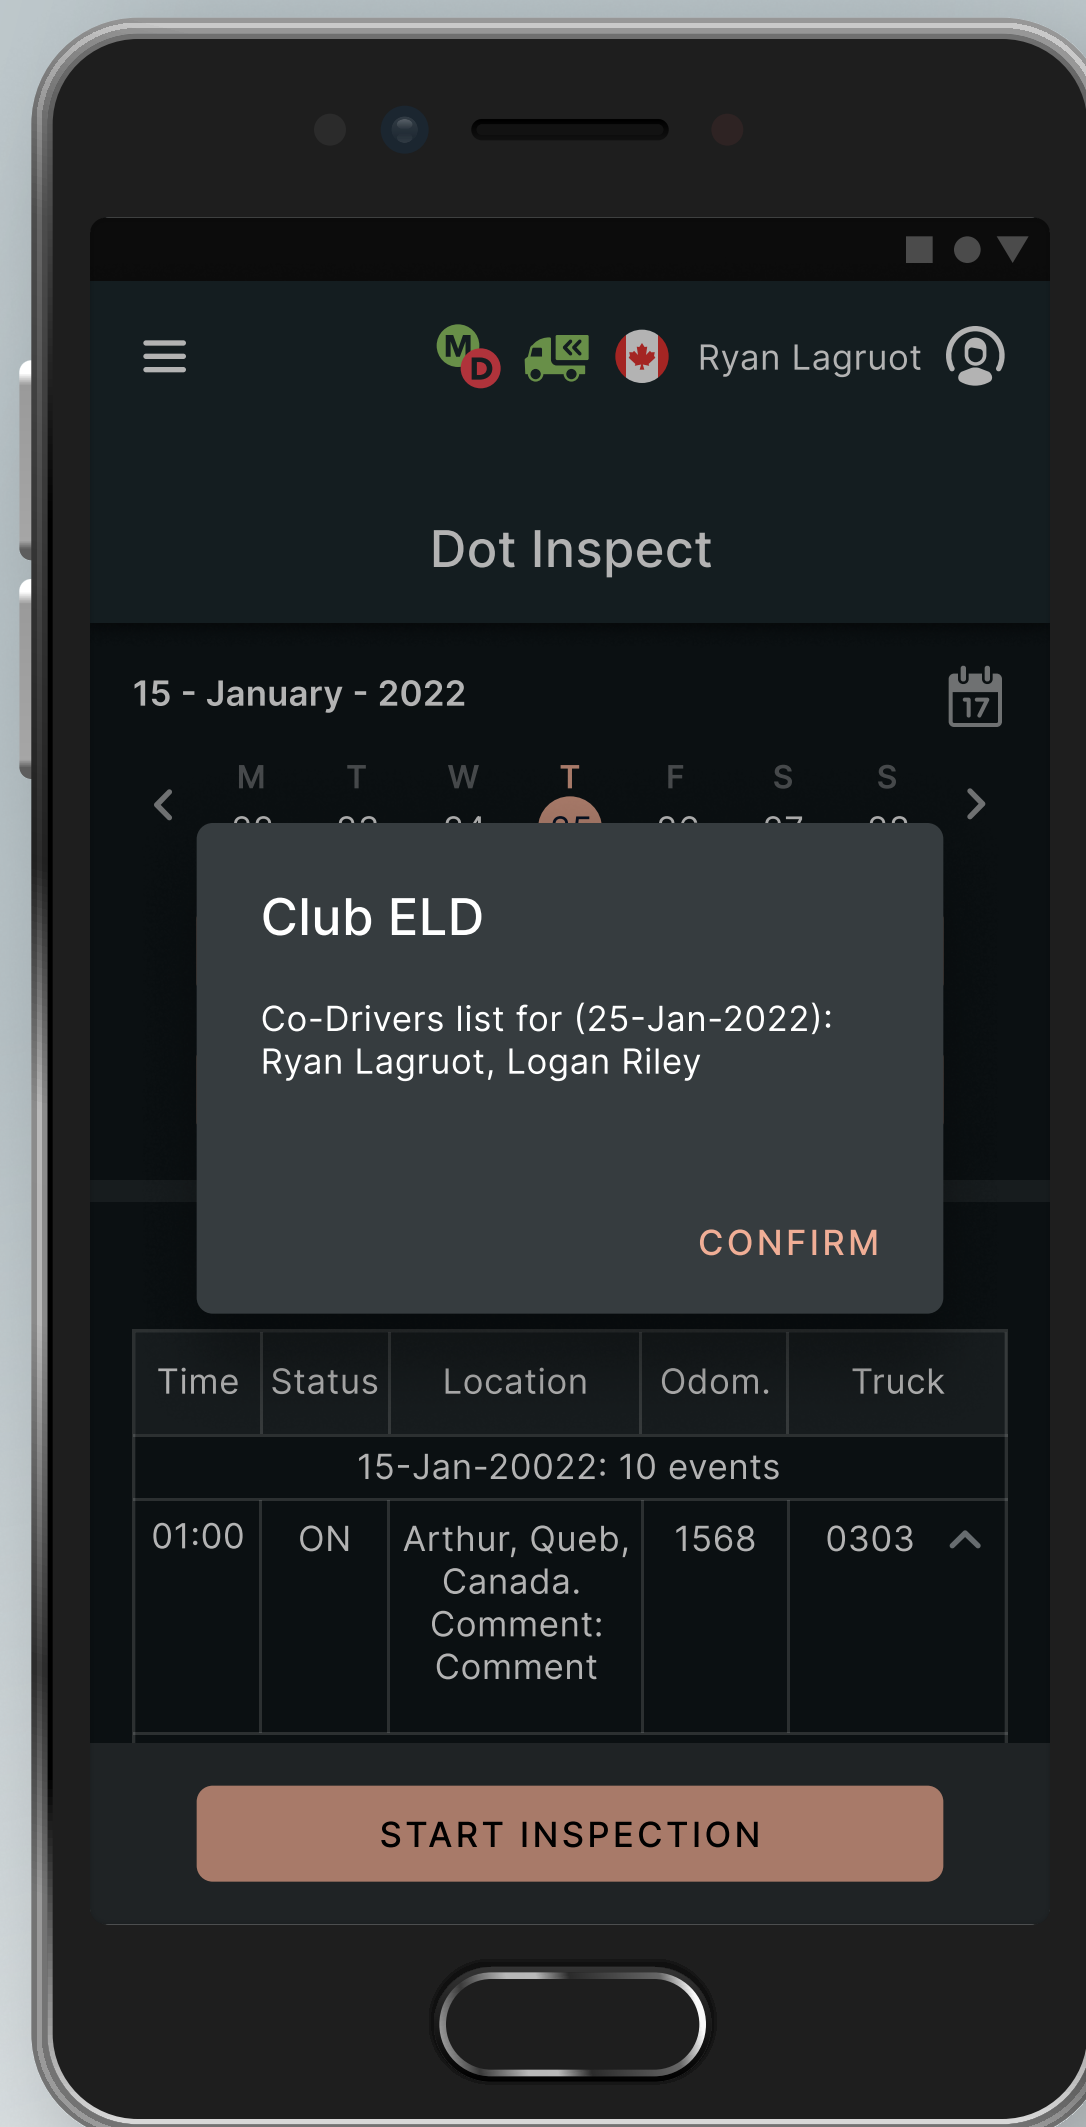 M
D
Ryan Lagruot
Dot Inspect
15 - January - 2022
17
M T W T F S S
Club ELD
Co-Drivers list for (25-Jan-2022):
Ryan Lagruot, Logan Riley
CONFIRM
Time Status Location Odom. Truck
15-Jan-20022: 10 events
01:00 ON Arthur, Queb, 1568 0303
Canada.
Comment:
Comment
START INSPECTION